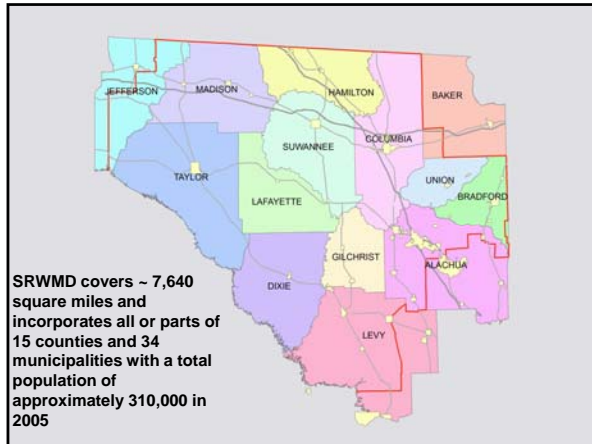 JEFFERSON
MADISON
HAMILTON
BAKER
COLUMBIA
SUWANNEE
TAYLOR
UNION
BRADFORD
LAFAYETTE
GILCHRIST
ALACHUA
DIXIE
LEVY
SRWMD covers ~ 7,640
square miles and
incorporates all or parts of
15 counties and 34
municipalities with a total
population of
approximately 310,000 in
2005